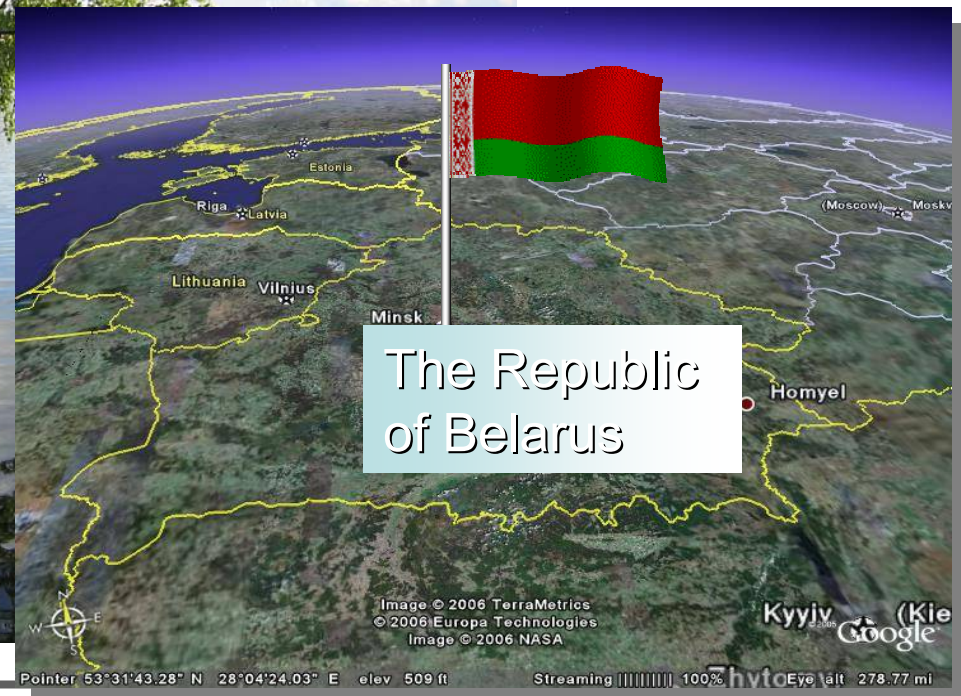 Estonia
Riga
Latvia
(Moscow) Moskv
Lithuania
Vilnius
Minsk
The Republic
of Belarus
Homyel
Image © 2006 TerraMetrics
© 2006 Europa Technologies
Image © 2006 NASA
Kyyiv (Kie
©2005 Google
N
W E
S
Pointer 53°31'43.28" N 28°04'24.03" E elev 509 ft Streaming |||||||||| 100% Eye alt 278.77 mi